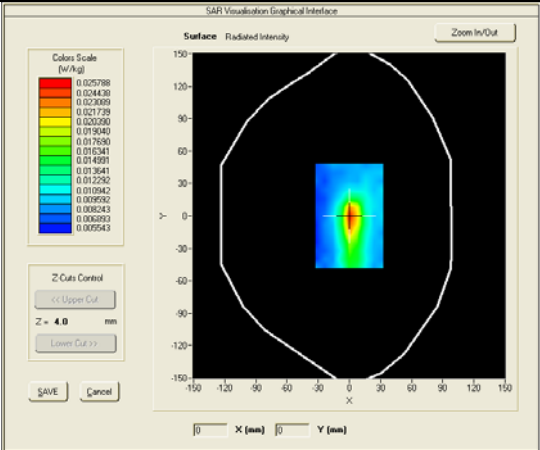 SAR Visualisation Graphical Interface
Surface Radiated Intensity
Zoom In/Out
Colors Scale
(W/kg)
0.025788
0.024438
0.023089
0.021739
0.020390
0.019040
0.017690
0.016341
0.014991
0.013641
0.012292
0.010942
0.009592
0.008243
0.006893
0.005543
Z-Cuts Control
<< Upper Cut
Z = 4.0 mm
Lower Cut >>
SAVE Cancel
150
120
90
60
30
0
-30
-60
-90
-120
-150
Y
-150 -120 -90 -60 -30 0 30 60 90 120 150
X
0 X (mm) 0 Y (mm)